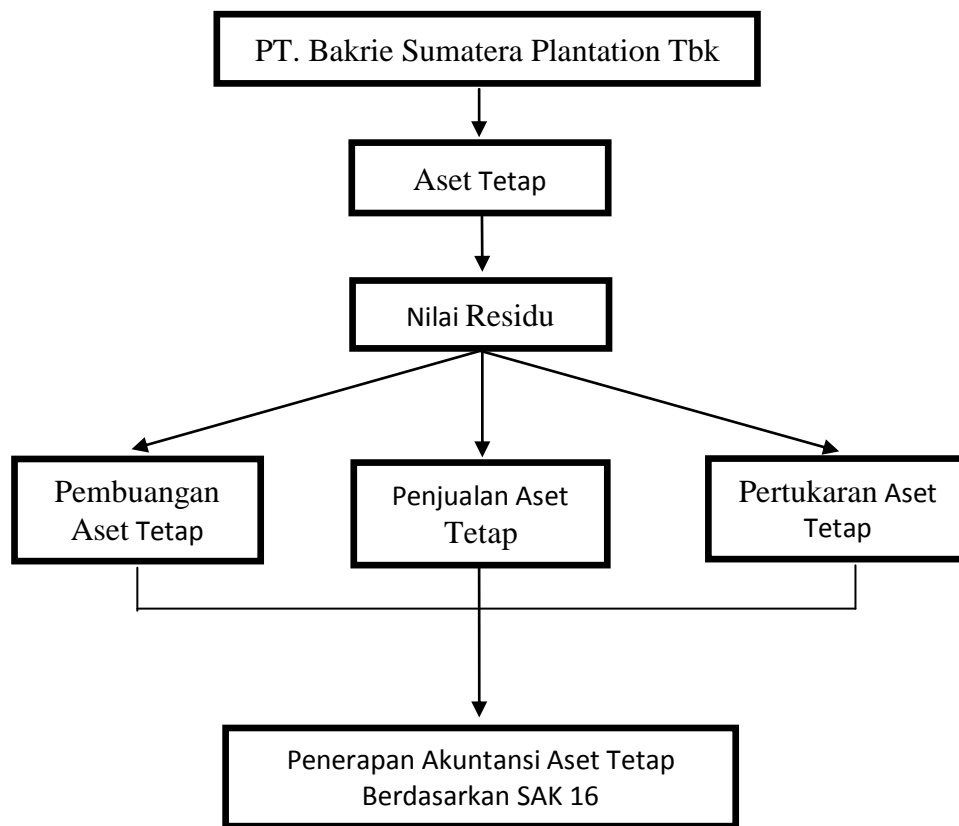 PT. Bakrie Sumatera Plantation Tbk
Aset Tetap
Nilai Residu
Pembuangan
Aset Tetap
Penjualan Aset
Tetap
Pertukaran Aset
Tetap
Penerapan Akuntansi Aset Tetap
Berdasarkan SAK 16